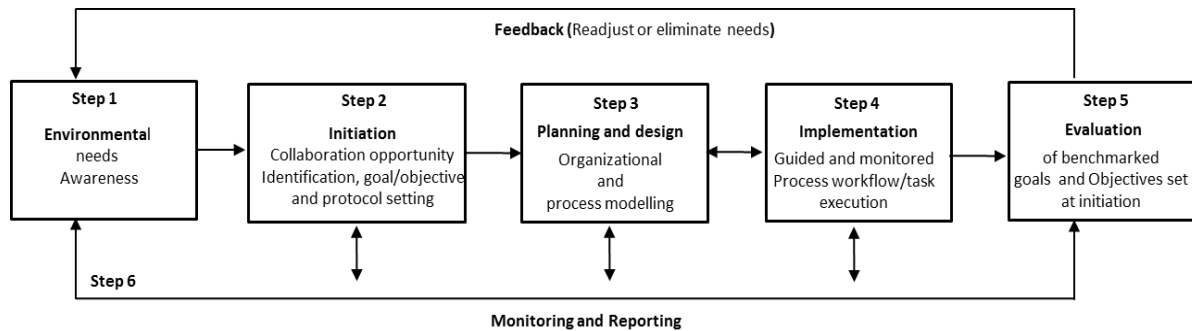 Feedback (Readjust or eliminate needs)
Step 1
Environmental
needs
Awareness
Step 2
Initiation
Collaboration opportunity
Identification, goal/objective
and protocol setting
Step 3
Planning and design
Organizational
and
process modelling
Step 4
Implementation
Guided and monitored
Process workflow/task
execution
Step 5
Evaluation
of benchmarked
goals and Objectives set
at initiation
Step 6
Monitoring and Reporting